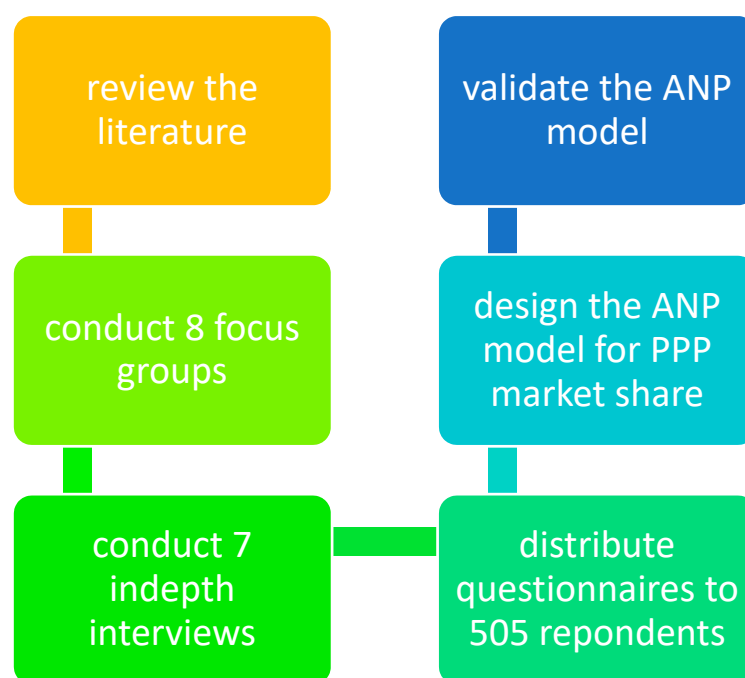 review the
literature
conduct 8 focus
groups
conduct 7
indepth
interviews
distribute
questionnaires to
505 repondents
design the ANP
model for PPP
market share
validate the ANP
model